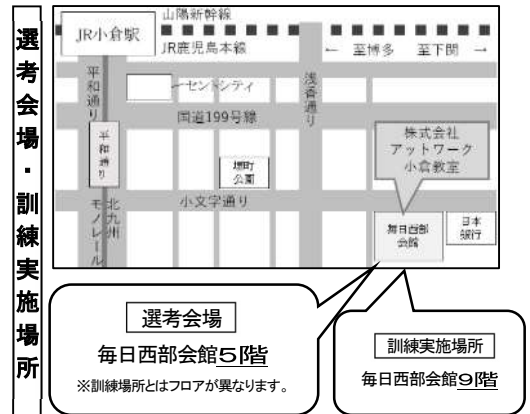 選考会場・訓練実施場所
山陽新幹線
JR小倉駅
JR鹿児島本線
← 至博多 至下関 →
平和通り
セントシティ
浅香通り
国道199号線
平和通り
堺町
公園
株式会社
アットワーク
小倉教室
小文字通り
北九州
モノレール
毎日西部
会館
日本
銀行
選考会場
毎日西部会館5階
※訓練場所とはフロアが異なります。
訓練実施場所
毎日西部会館9階